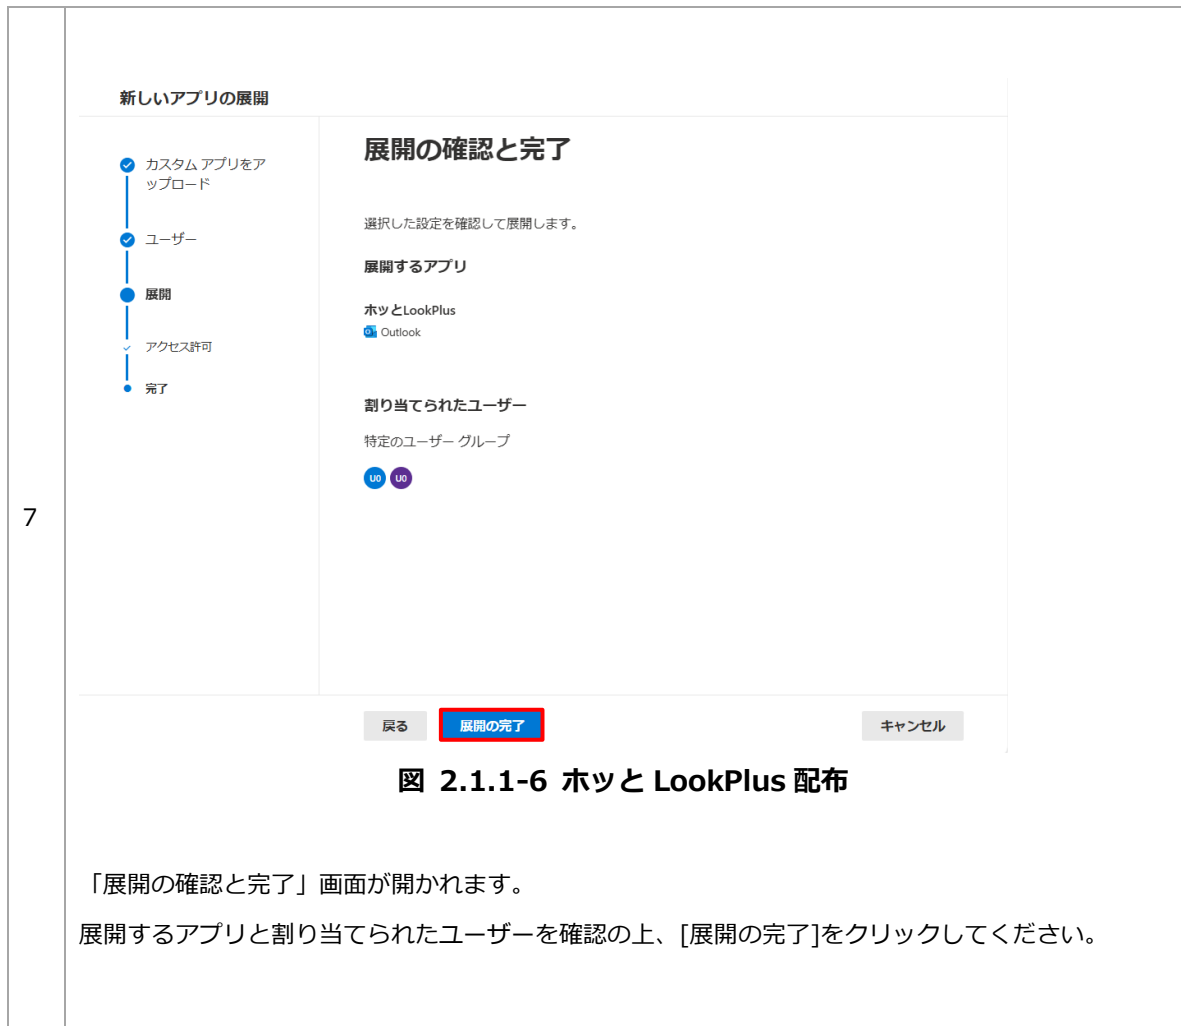 7
新しいアプリの展開
カスタム アプリをア
ップロード
ユーザー
展開
アクセス許可
完了
展開の確認と完了
選択した設定を確認して展開します。
展開するアプリ
ホッとLookPlus
Outlook
割り当てられたユーザー
特定のユーザー グループ
U0 U0
戻る 展開の完了 キャンセル
図 2.1.1-6 ホッと LookPlus 配布
「展開の確認と完了」画面が開かれます。
展開するアプリと割り当てられたユーザーを確認の上、[展開の完了]をクリックしてください。